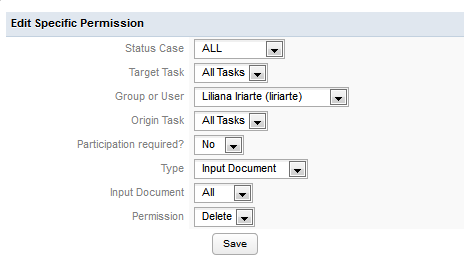 Edit Specific Permission
Status Case ALL
Target Task All Tasks
Group or User Liliana Iriarte (liriarte)
Origin Task All Tasks
Participation required? No
Type Input Document
Input Document All
Permission Delete
Save